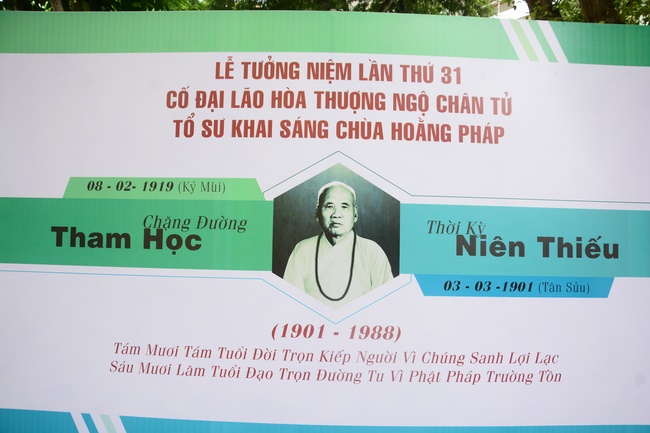 LỄ TƯỞNG NIỆM LẦN THỨ 31
CỐ ĐẠI LÃO HÒA THƯỢNG NGỘ CHÂN TỬ
TỔ SƯ KHAI SÁNG CHÙA HOẰNG PHÁP
08 - 02- 1919 (Kỷ Mùi)
Chặng Đường
Tham Học
Thời Kỳ
Niên Thiếu
03 - 03 -1901 (Tân Sửu)
(1901 - 1988)
Tám Mươi Tám Tuổi Đời Trọn Kiếp Người Vì Chúng Sanh Lợi Lạc
Sáu Mươi Lăm Tuổi Đạo Trọn Đường Tu Vì Phật Pháp Trường Tồn